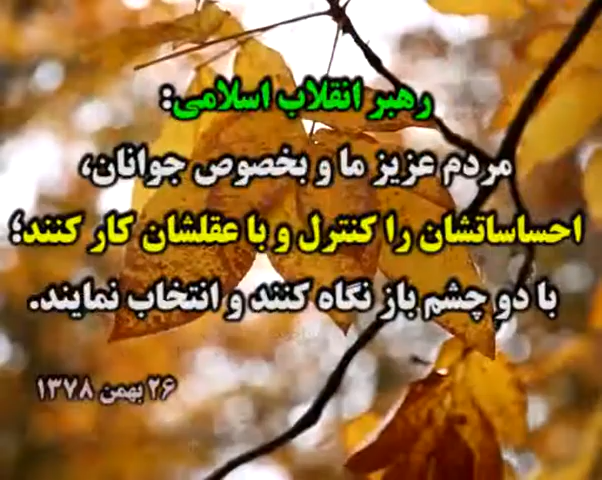 رهبر انقلاب اسلامی:
مردم عزیز ما و بخصوص جوانان،
احساساتشان را کنترل و با عقلشان کار کنند؛
با دو چشم باز نگاه کنند و انتخاب نمایند.
۲۶ بهمن ۱۳۷۸